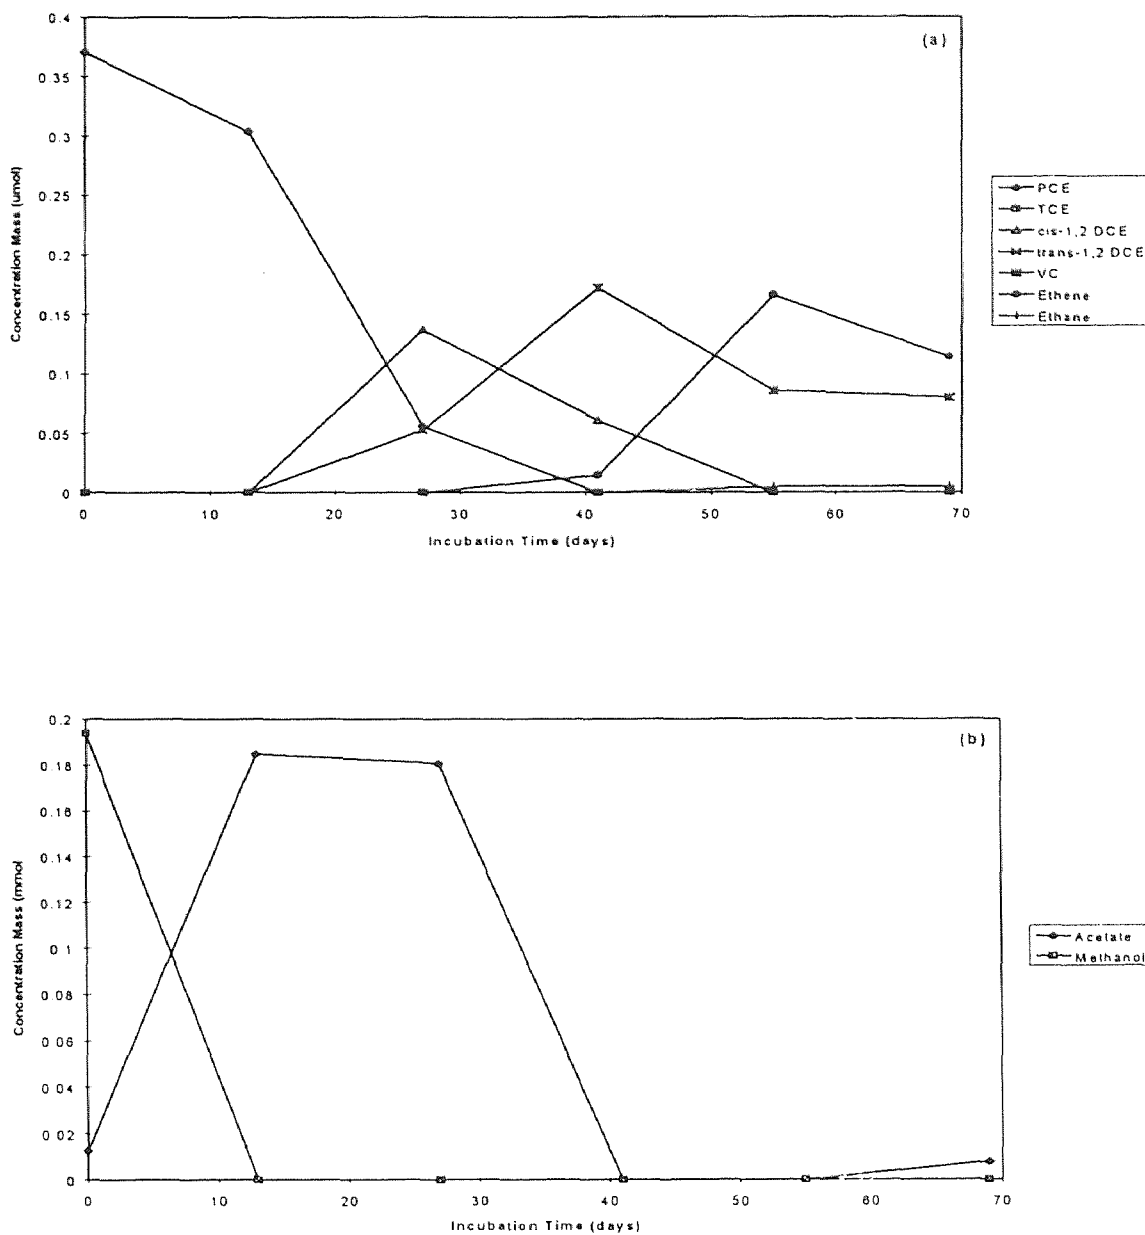 0.4
(a)
0.35
0.3
0.25
0.2
0.15
0.1
0.05
0
Concentration Mass (umol)
0 10 20 30 40 50 60 70
Incubation Time (days)
PCE
TCE
cis-1,2 DCE
trans-1,2 DCE
VC
Ethene
Ethane
0.2
(b)
0.18
0.16
0.14
0.12
0.1
0.08
0.06
0 04
0 02
0
Concentration Mass (mmol
0 10 20 30 40 50 60 70
Incubation Time (days)
Acetate
Methanol